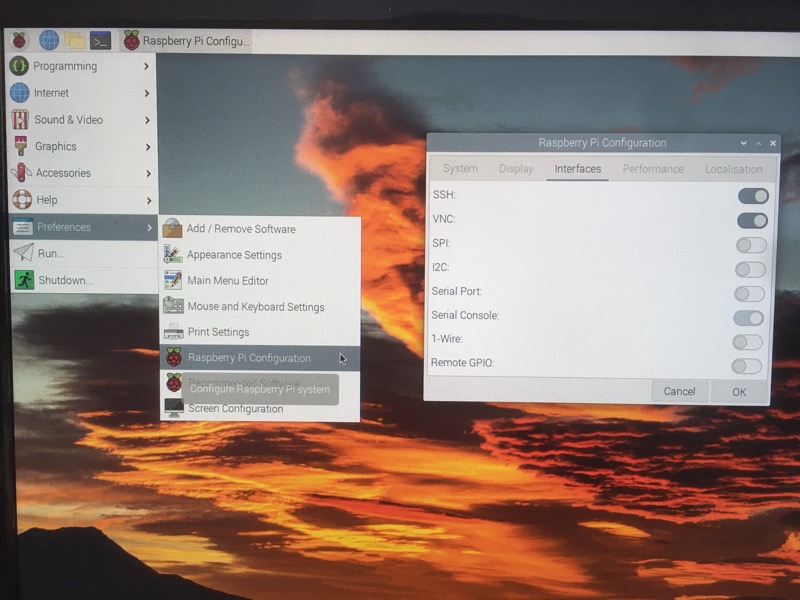 Raspberry Pi Configu...
Programming
Internet
Sound & Video
Graphics
Accessories
Help
Preferences
Run...
Shutdown...
Add / Remove Software
Appearance Settings
Main Menu Editor
Mouse and Keyboard Settings
Print Settings
Raspberry Pi Configuration
Recommended Software
Configure Raspberry Pi system
Screen Configuration
Raspberry Pi Configuration
System Display Interfaces Performance Localisation
SSH:
VNC:
SPI:
I2C:
Serial Port:
Serial Console:
1-Wire:
Remote GPIO:
Cancel OK